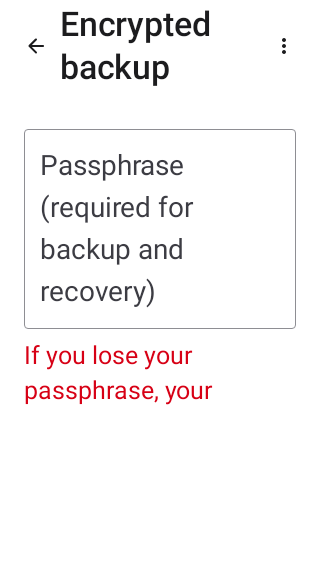 Encrypted
backup
Passphrase
(required for
backup and
recovery)
If you lose your
passphrase, your